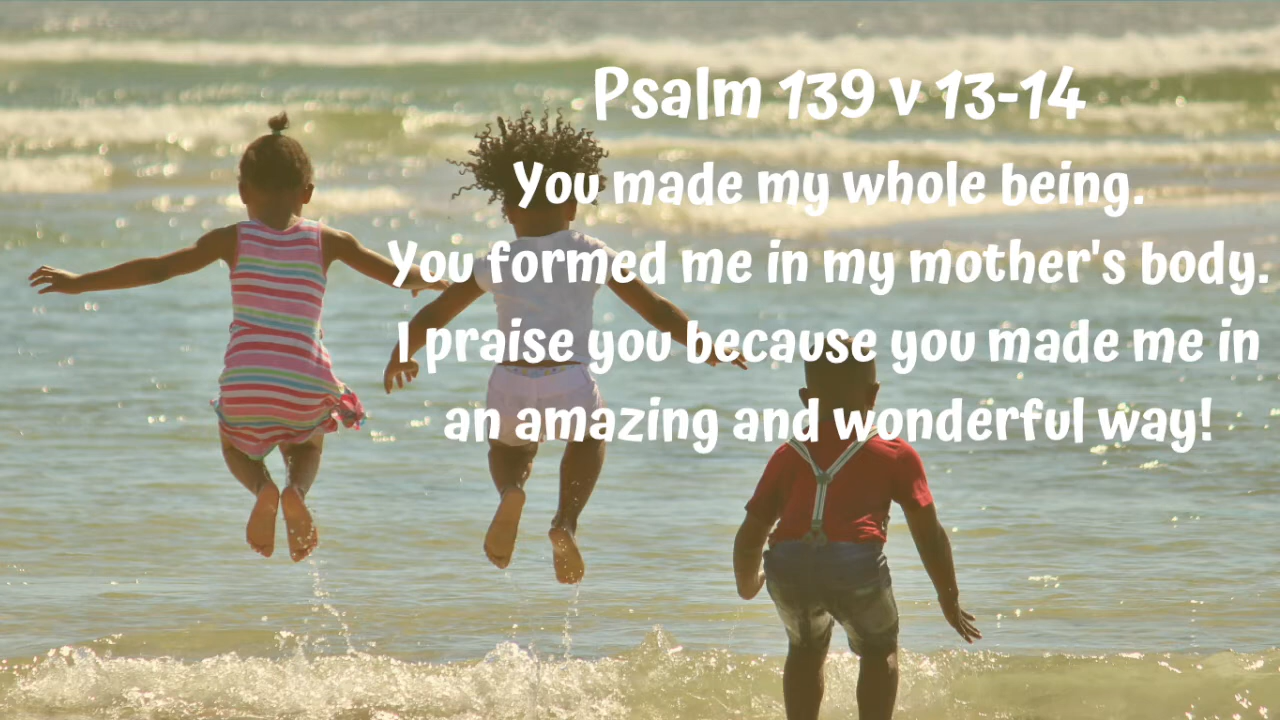 Psalm 139 v 13-14
You made my whole being.
You formed me in my mother's body.
I praise you because you made me in
an amazing and wonderful way!